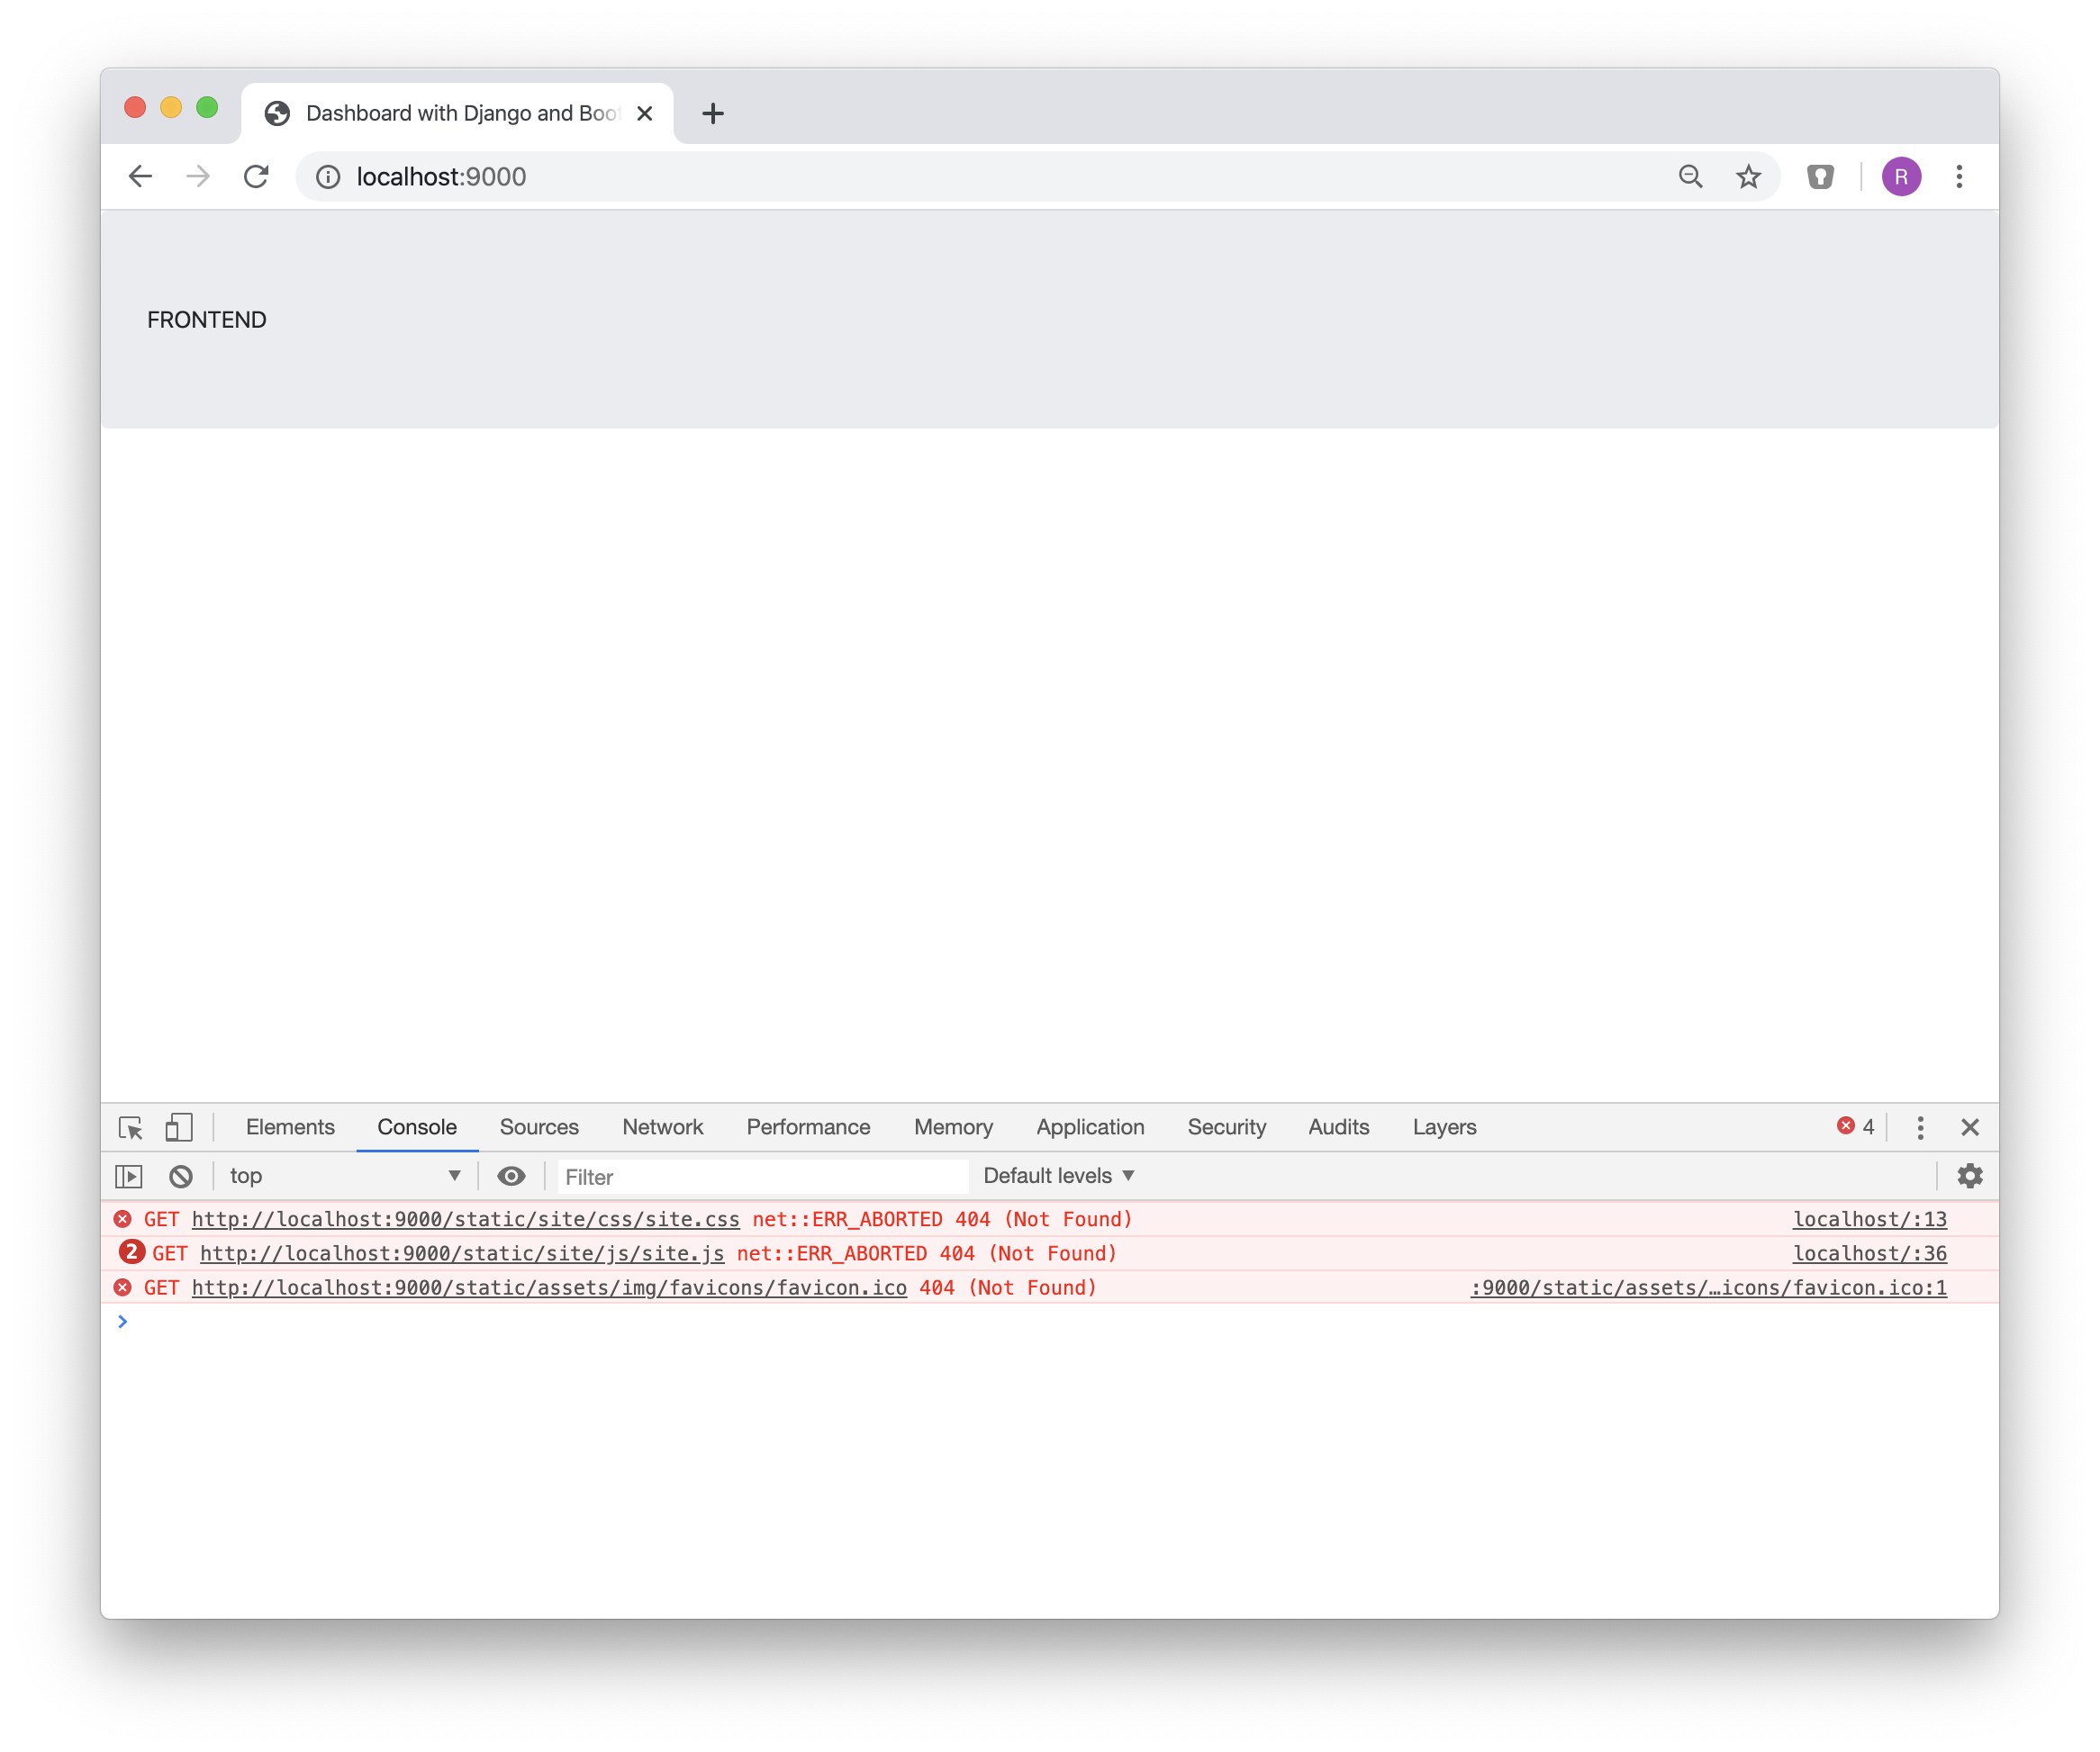 Dashboard with Django and Boot
localhost:9000
R
FRONTEND
Elements Console Sources Network Performance Memory Application Security Audits Layers 4
top Filter Default levels
GET http://localhost:9000/static/site/css/site.css net::ERR_ABORTED 404 (Not Found) localhost/:13
2 GET http://localhost:9000/static/site/js/site.js net::ERR_ABORTED 404 (Not Found) localhost/:36
GET http://localhost:9000/static/assets/img/favicons/favicon.ico 404 (Not Found) :9000/static/assets/…icons/favicon.ico:1